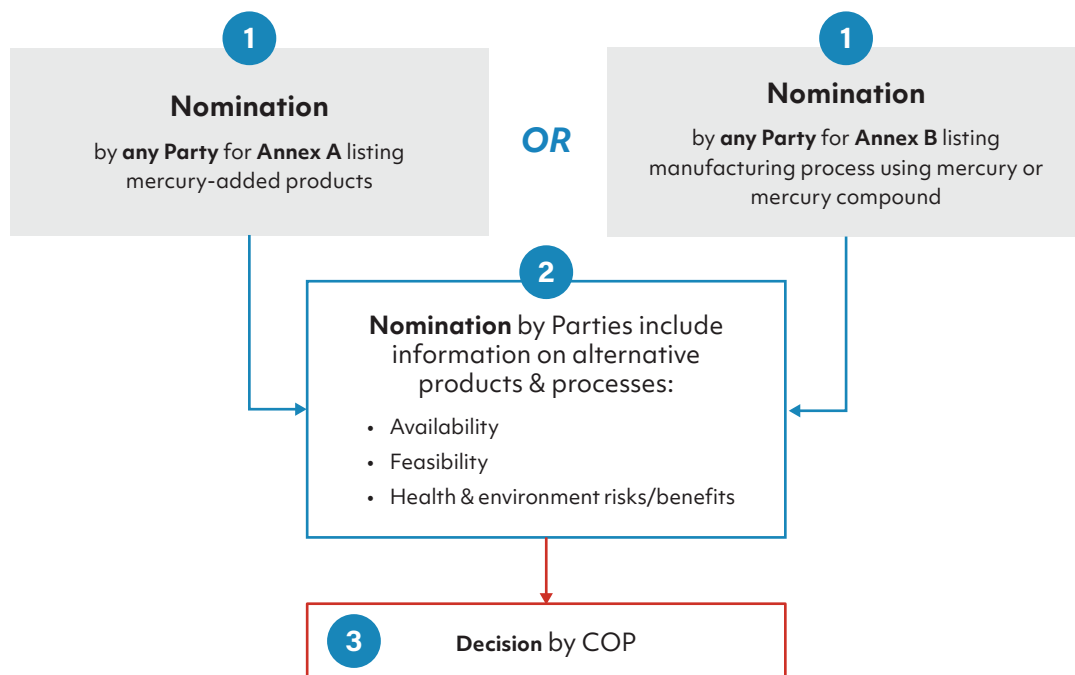 1
Nomination
by any Party for Annex A listing
mercury-added products
OR
1
Nomination
by any Party for Annex B listing
manufacturing process using mercury or
mercury compound
2
Nomination by Parties include
information on alternative
products & processes:
• Availability
• Feasibility
• Health & environment risks/benefits
3
Decision by COP